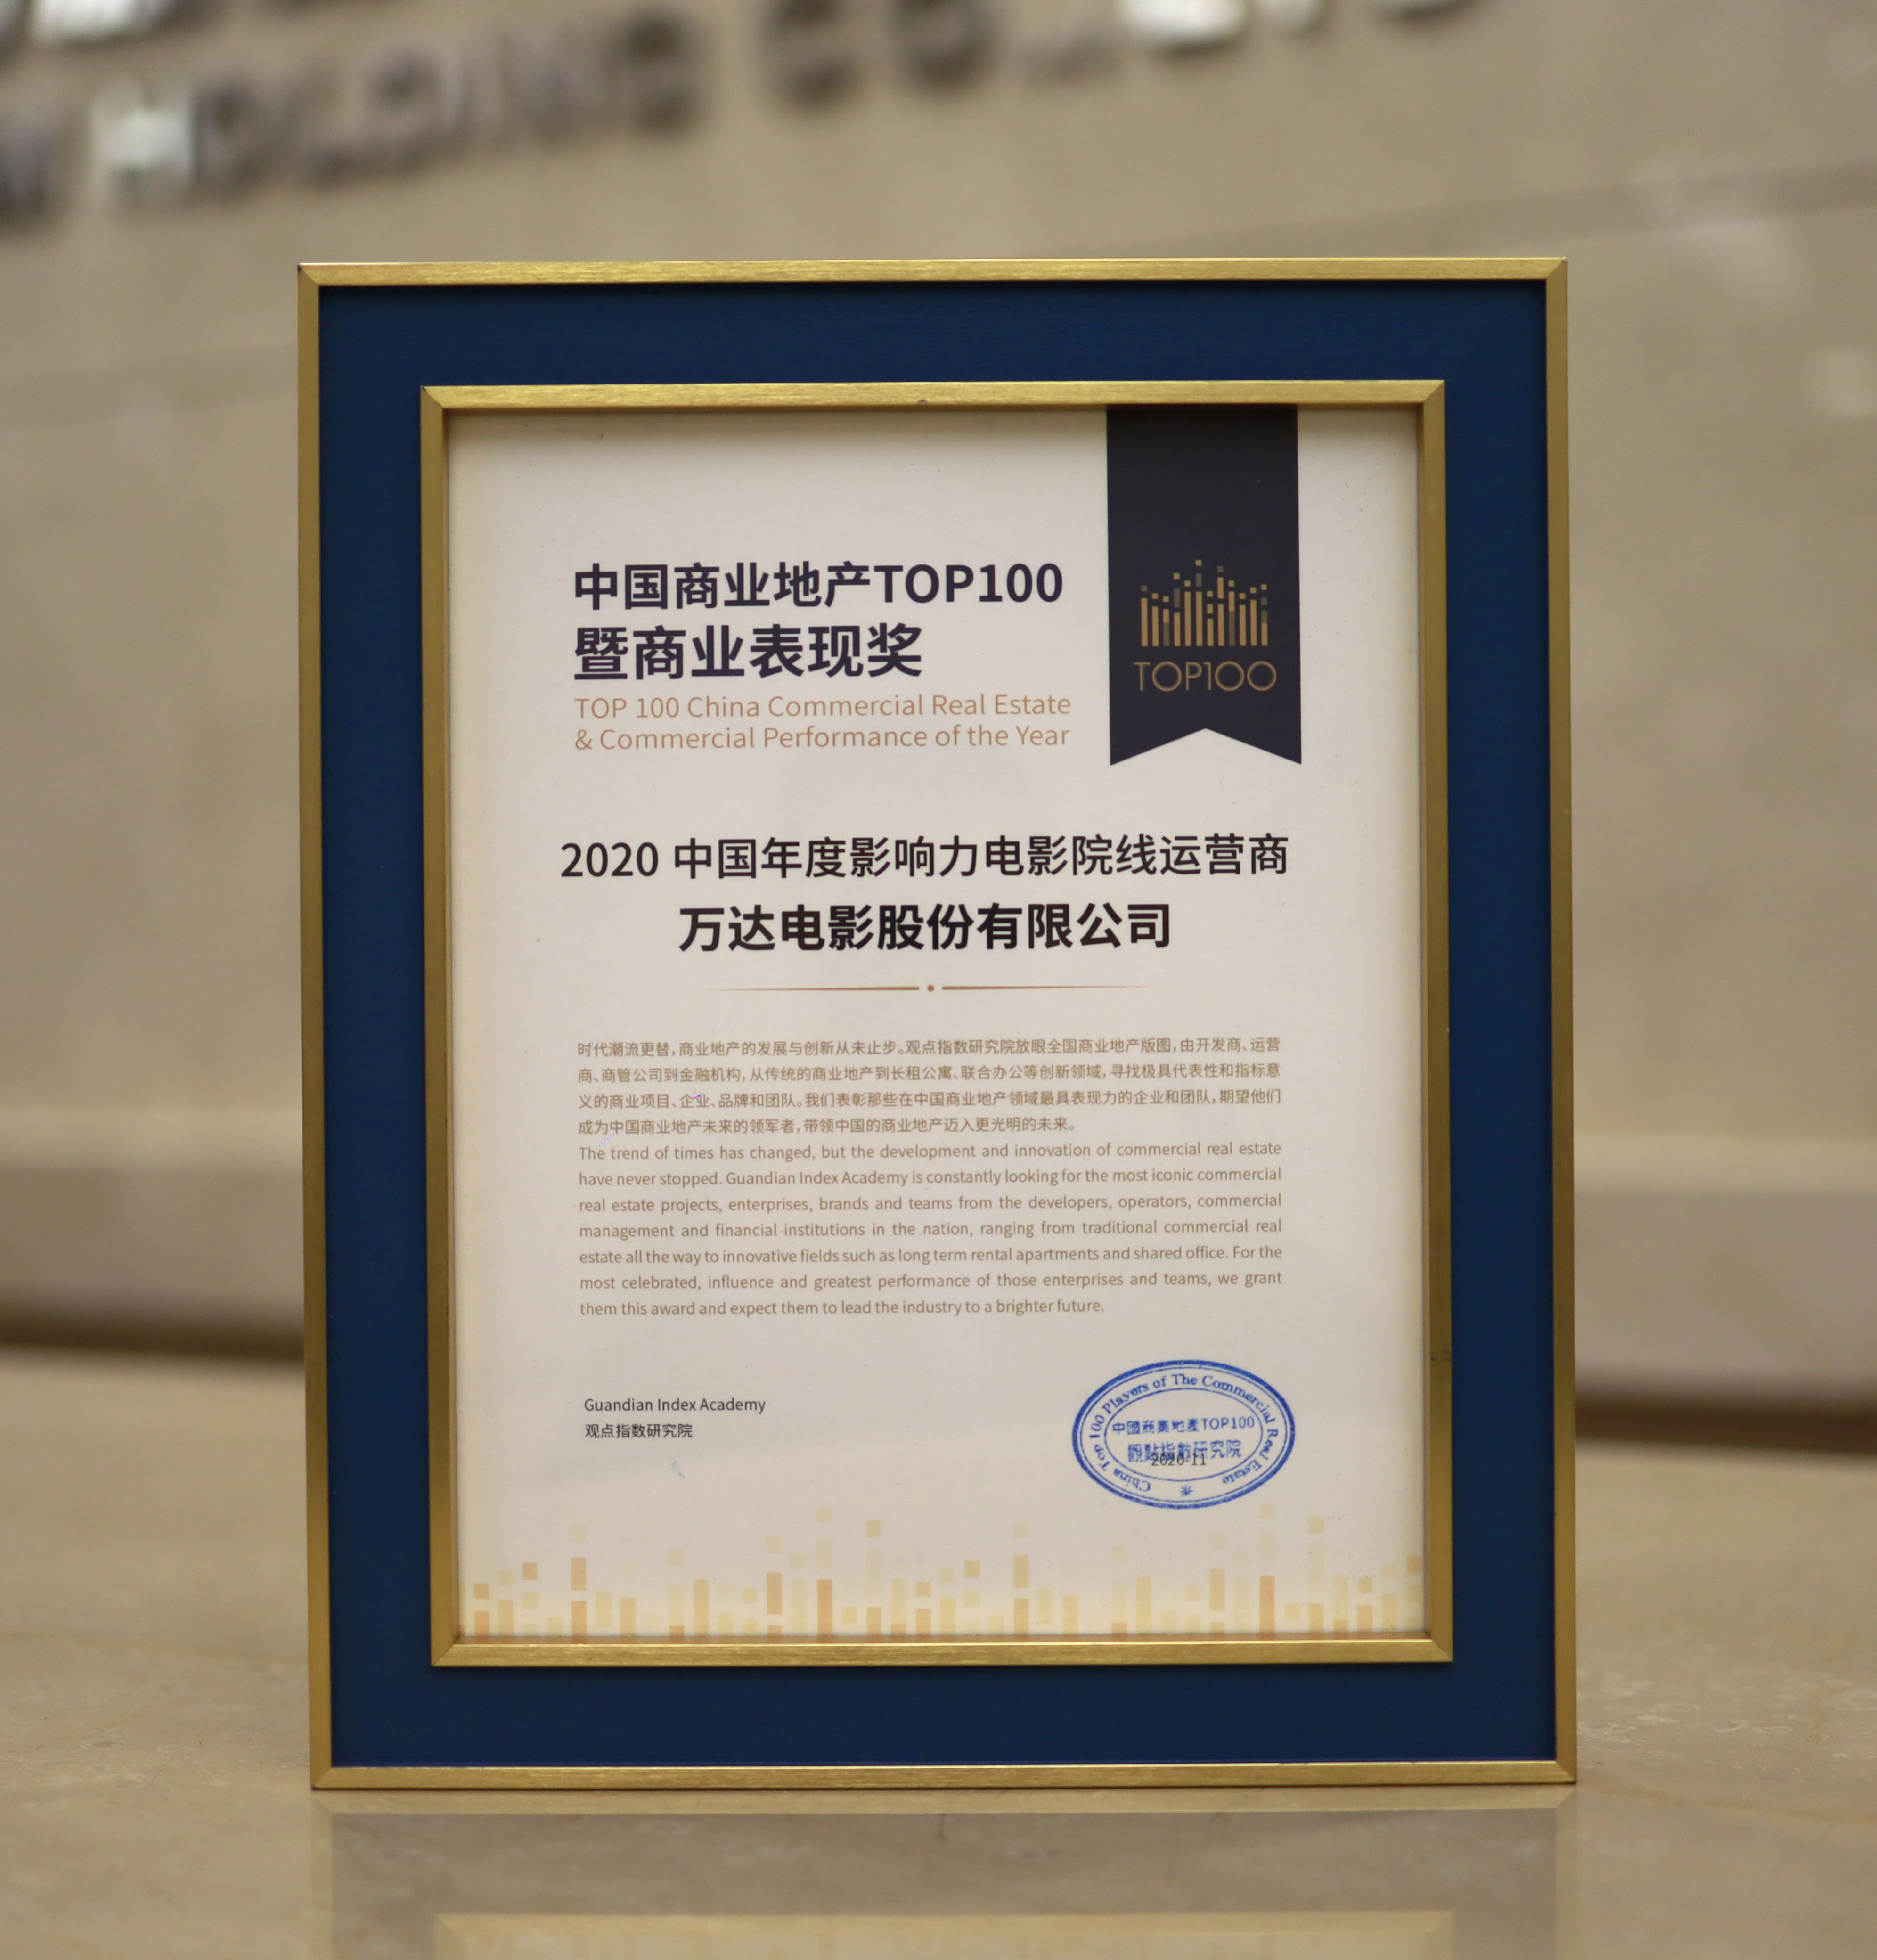 HOLDING CO.,
中国商业地产TOP100
暨商业表现奖
TOP 100 China Commercial Real Estate
& Commercial Performance of the Year
TOP100
2020 中国年度影响力电影院线运营商
万达电影股份有限公司
时代潮流更替，商业地产的发展与创新从未止步。观点指数研究院放眼全国商业地产版图，由开发商、运营
商、商管公司到金融机构，从传统的商业地产到长租公寓、联合办公等创新领域，寻找极具代表性和指标意
义的商业项目、企业、品牌和团队。我们表彰那些在中国商业地产领域最具表现力的企业和团队，期望他们
成为中国商业地产未来的领军者，带领中国的商业地产迈入更光明的未来。
The trend of times has changed, but the development and innovation of commercial real estate
have never stopped. Guandian Index Academy is constantly looking for the most iconic commercial
real estate projects, enterprises, brands and teams from the developers, operators, commercial
management and financial institutions in the nation, ranging from traditional commercial real
estate all the way to innovative fields such as long term rental apartments and shared office. For the
most celebrated, influence and greatest performance of those enterprises and teams, we grant
them this award and expect them to lead the industry to a brighter future.
Guandian Index Academy
观点指数研究院
China Top 100 Players of The Commercial Real Estate
中國商業地產TOP100
觀點指數研究院
2020-11